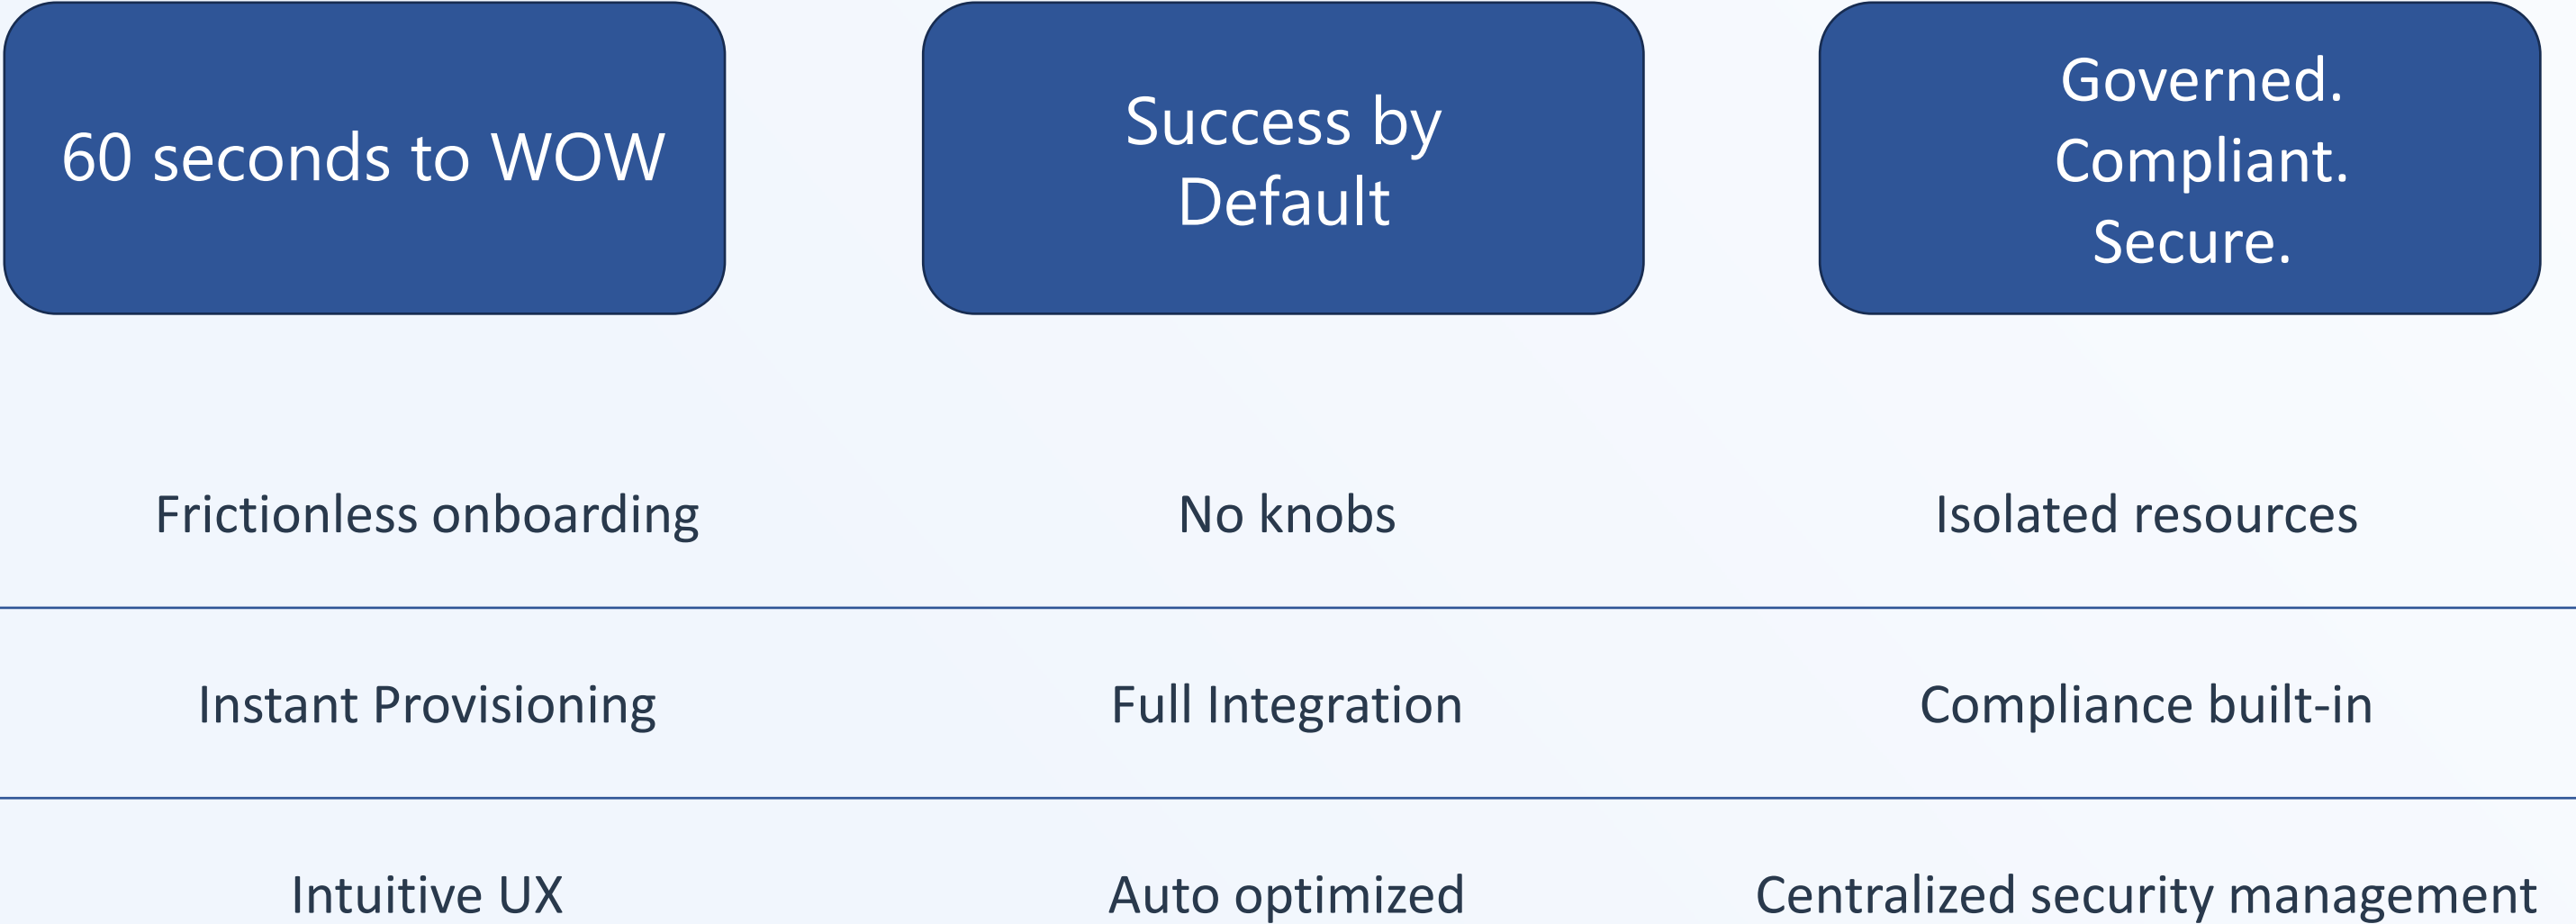 60 seconds to WOW
Success by
Default
Governed.
Compliant.
Secure.
Frictionless onboarding
No knobs
Isolated resources
Instant Provisioning
Full Integration
Compliance built-in
Intuitive UX
Auto optimized
Centralized security management